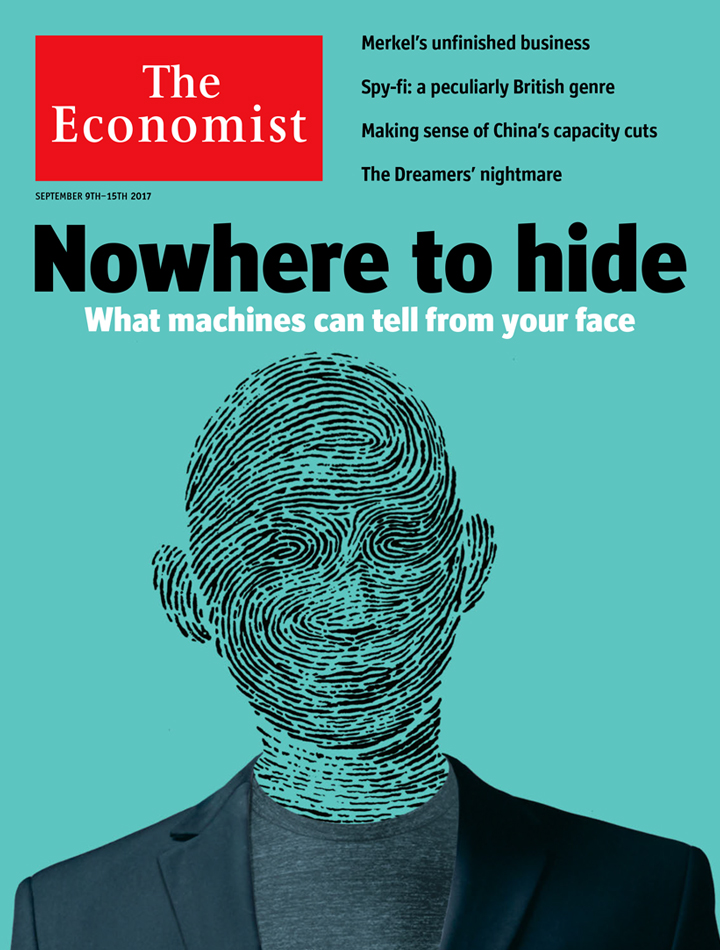 The
Economist
SEPTEMBER 9TH–15TH 2017
Merkel’s unfinished business
Spy-fi: a peculiarly British genre
Making sense of China’s capacity cuts
The Dreamers’ nightmare
Nowhere to hide
What machines can tell from your face